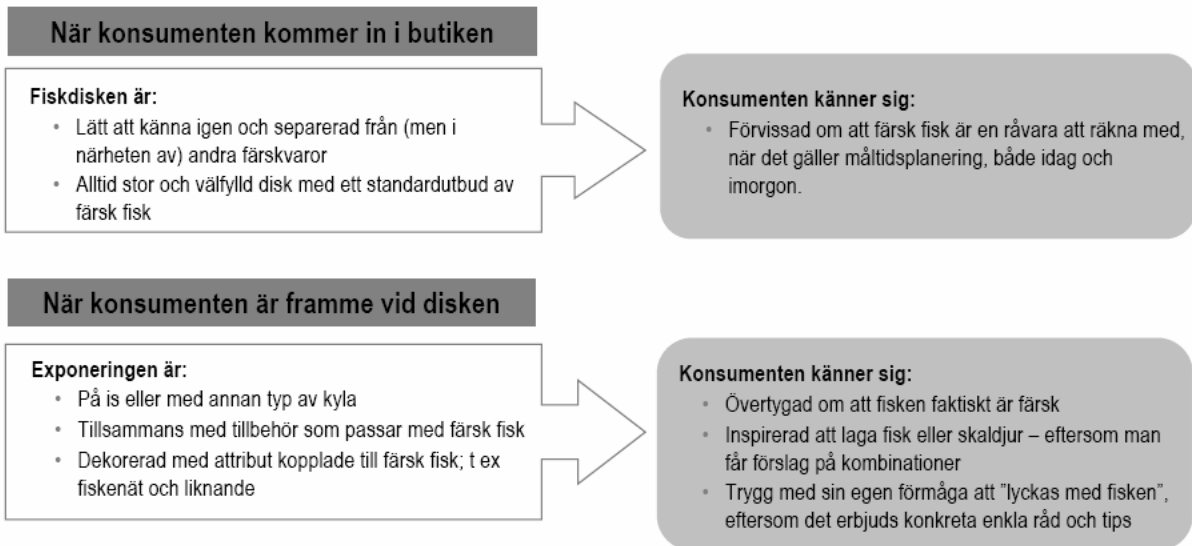 När konsumenten kommer in i butiken
Fiskdisken är:
• Lätt att känna igen och separerad från (men i
närheten av) andra färskvaror
• Alltid stor och välfylld disk med ett standardutbud av
färsk fisk
Konsumenten känner sig:
• Förvissad om att färsk fisk är en råvara att räkna med,
när det gäller måltidsplanering, både idag och
imorgon.
När konsumenten är framme vid disken
Exponeringen är:
• På is eller med annan typ av kyla
• Tillsammans med tillbehör som passar med färsk fisk
• Dekorerad med attribut kopplade till färsk fisk; t ex
fiskenät och liknande
Konsumenten känner sig:
• Övertygad om att fisken faktiskt är färsk
• Inspirerad att laga fisk eller skaldjur – eftersom man
får förslag på kombinationer
• Trygg med sin egen förmåga att ”lyckas med fisken”,
eftersom det erbjuds konkreta enkla råd och tips